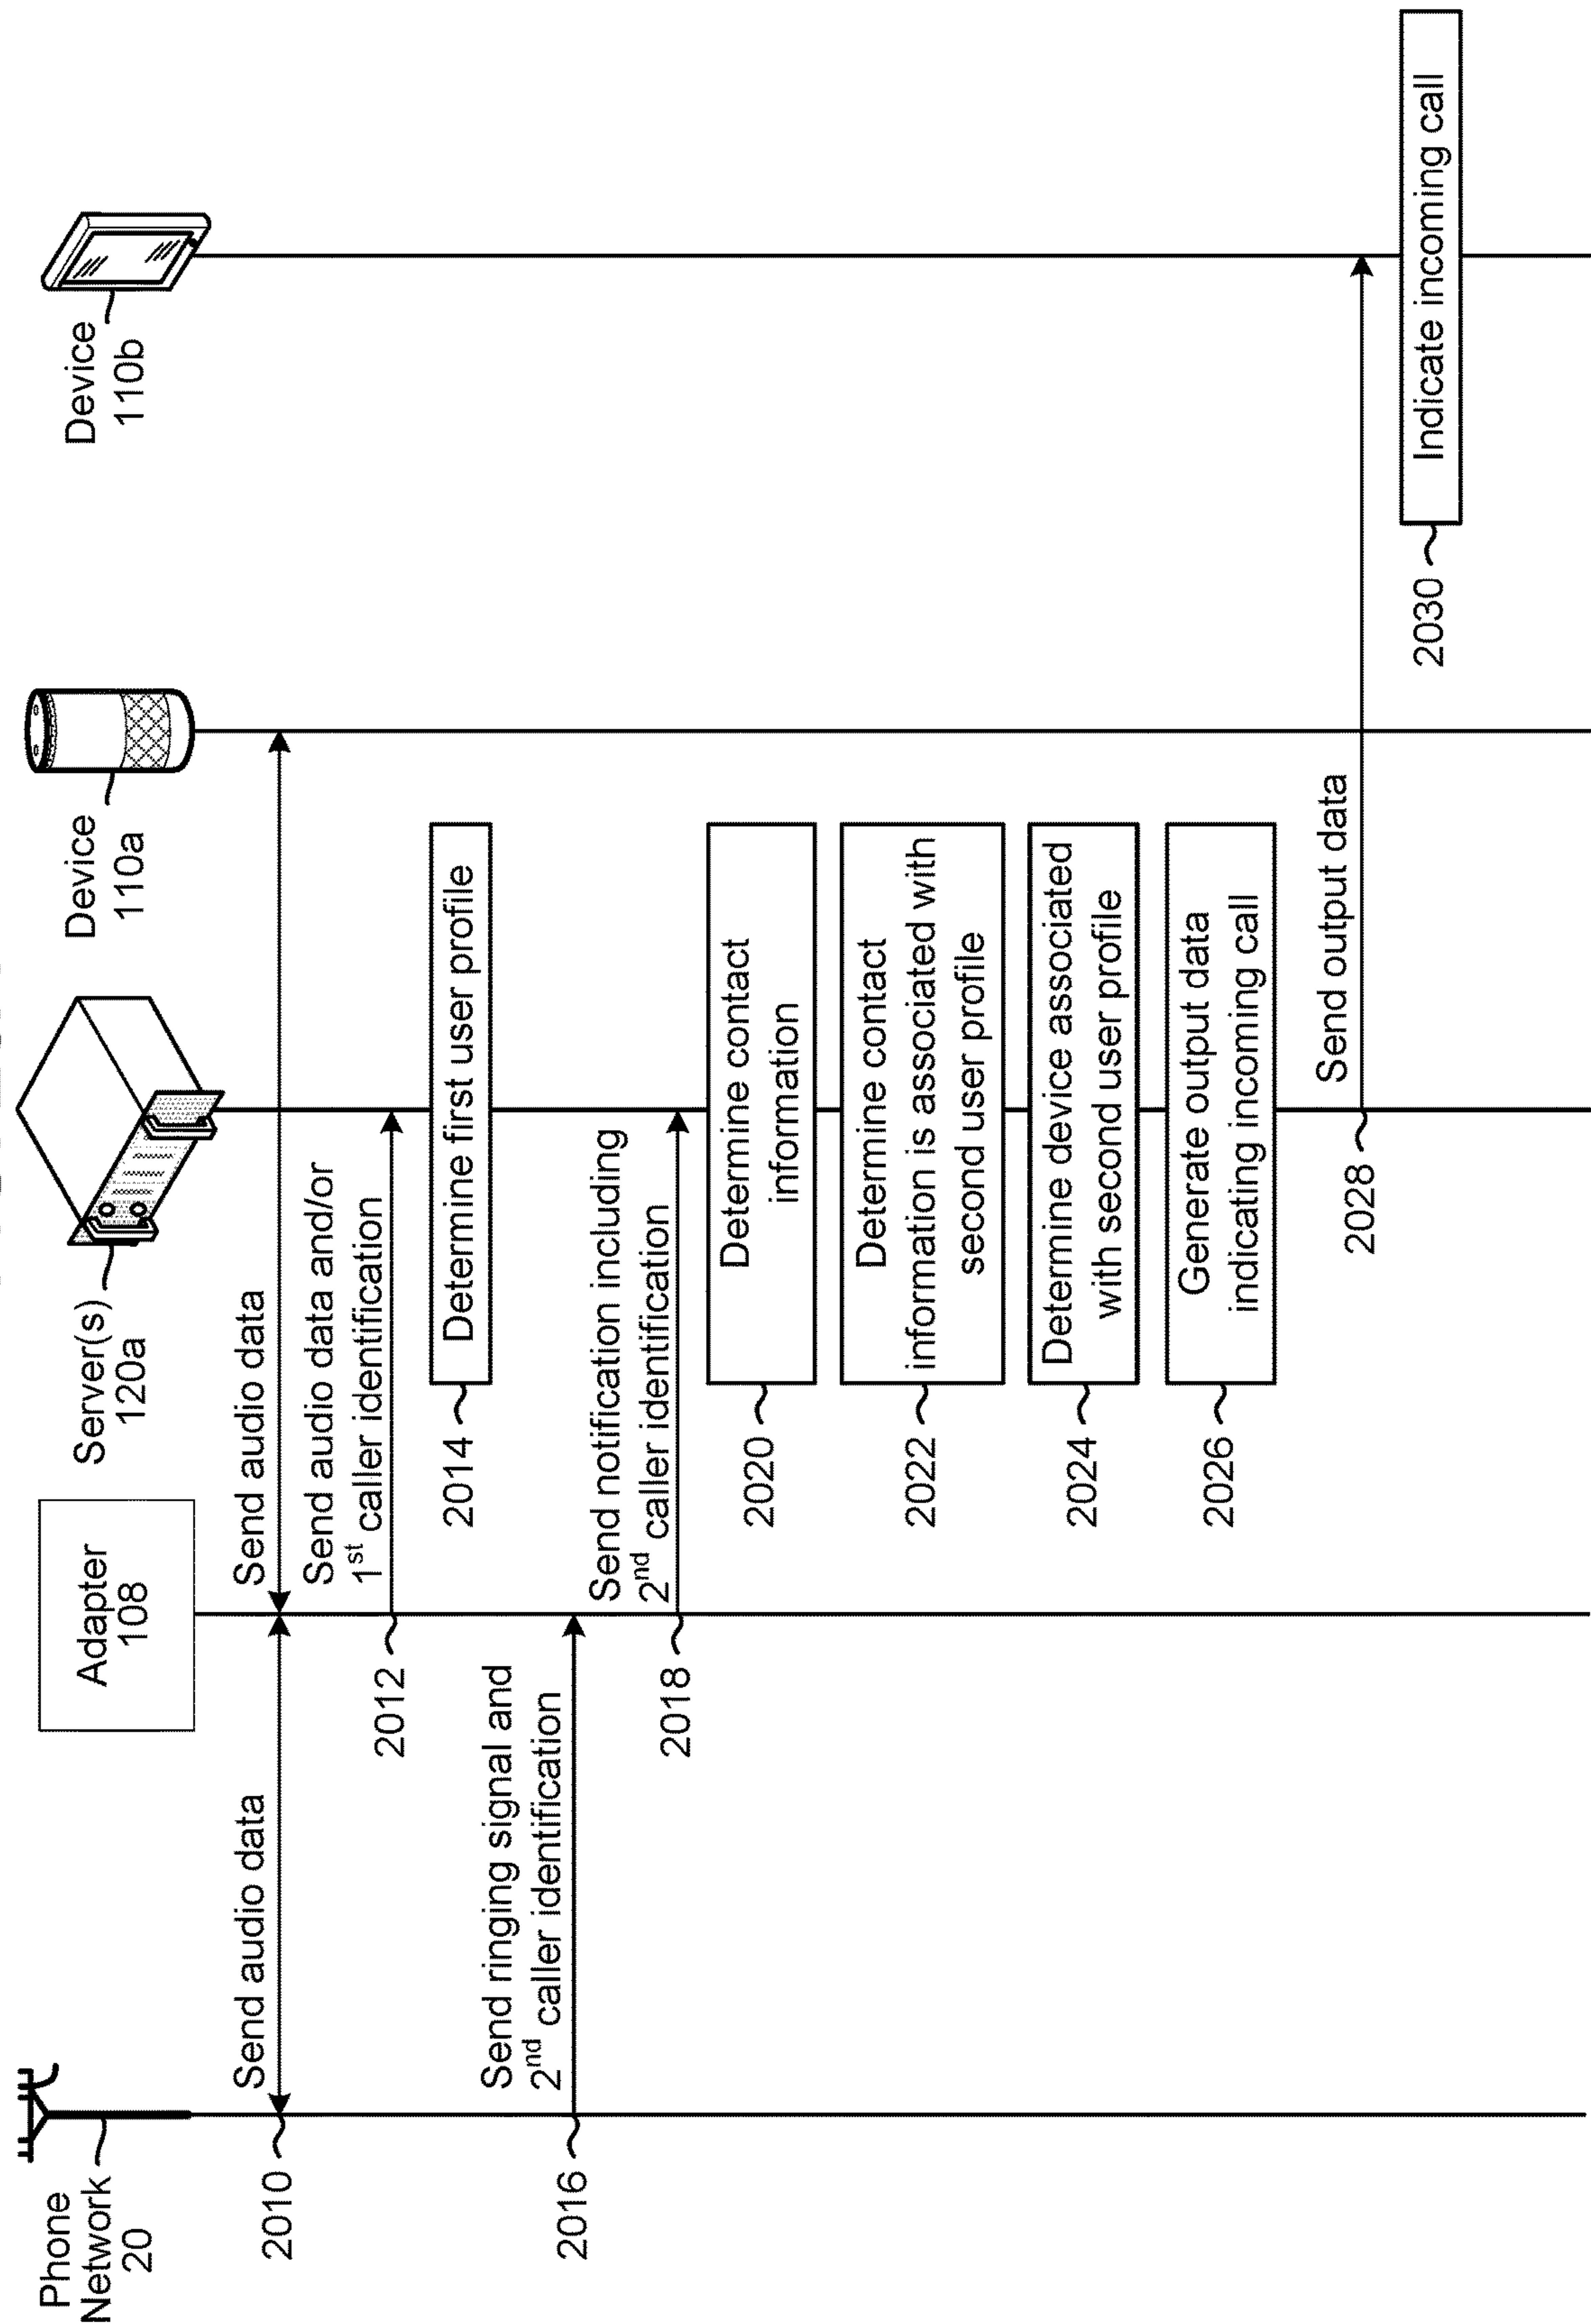 Phone
Network
20
Adapter
108
Server(s)
120a
Device
110a
Device
110b
2010
Send audio data
Send audio data
Send audio data and/or
1st caller identification
2012
2014
Determine first user profile
2016
Send ringing signal and
2nd caller identification
Send notification including
2nd caller identification
2018
2020
Determine contact
information
2022
Determine contact
information is associated with
second user profile
2024
Determine device associated
with second user profile
2026
Generate output data
indicating incoming call
2028
Send output data
2030
Indicate incoming call